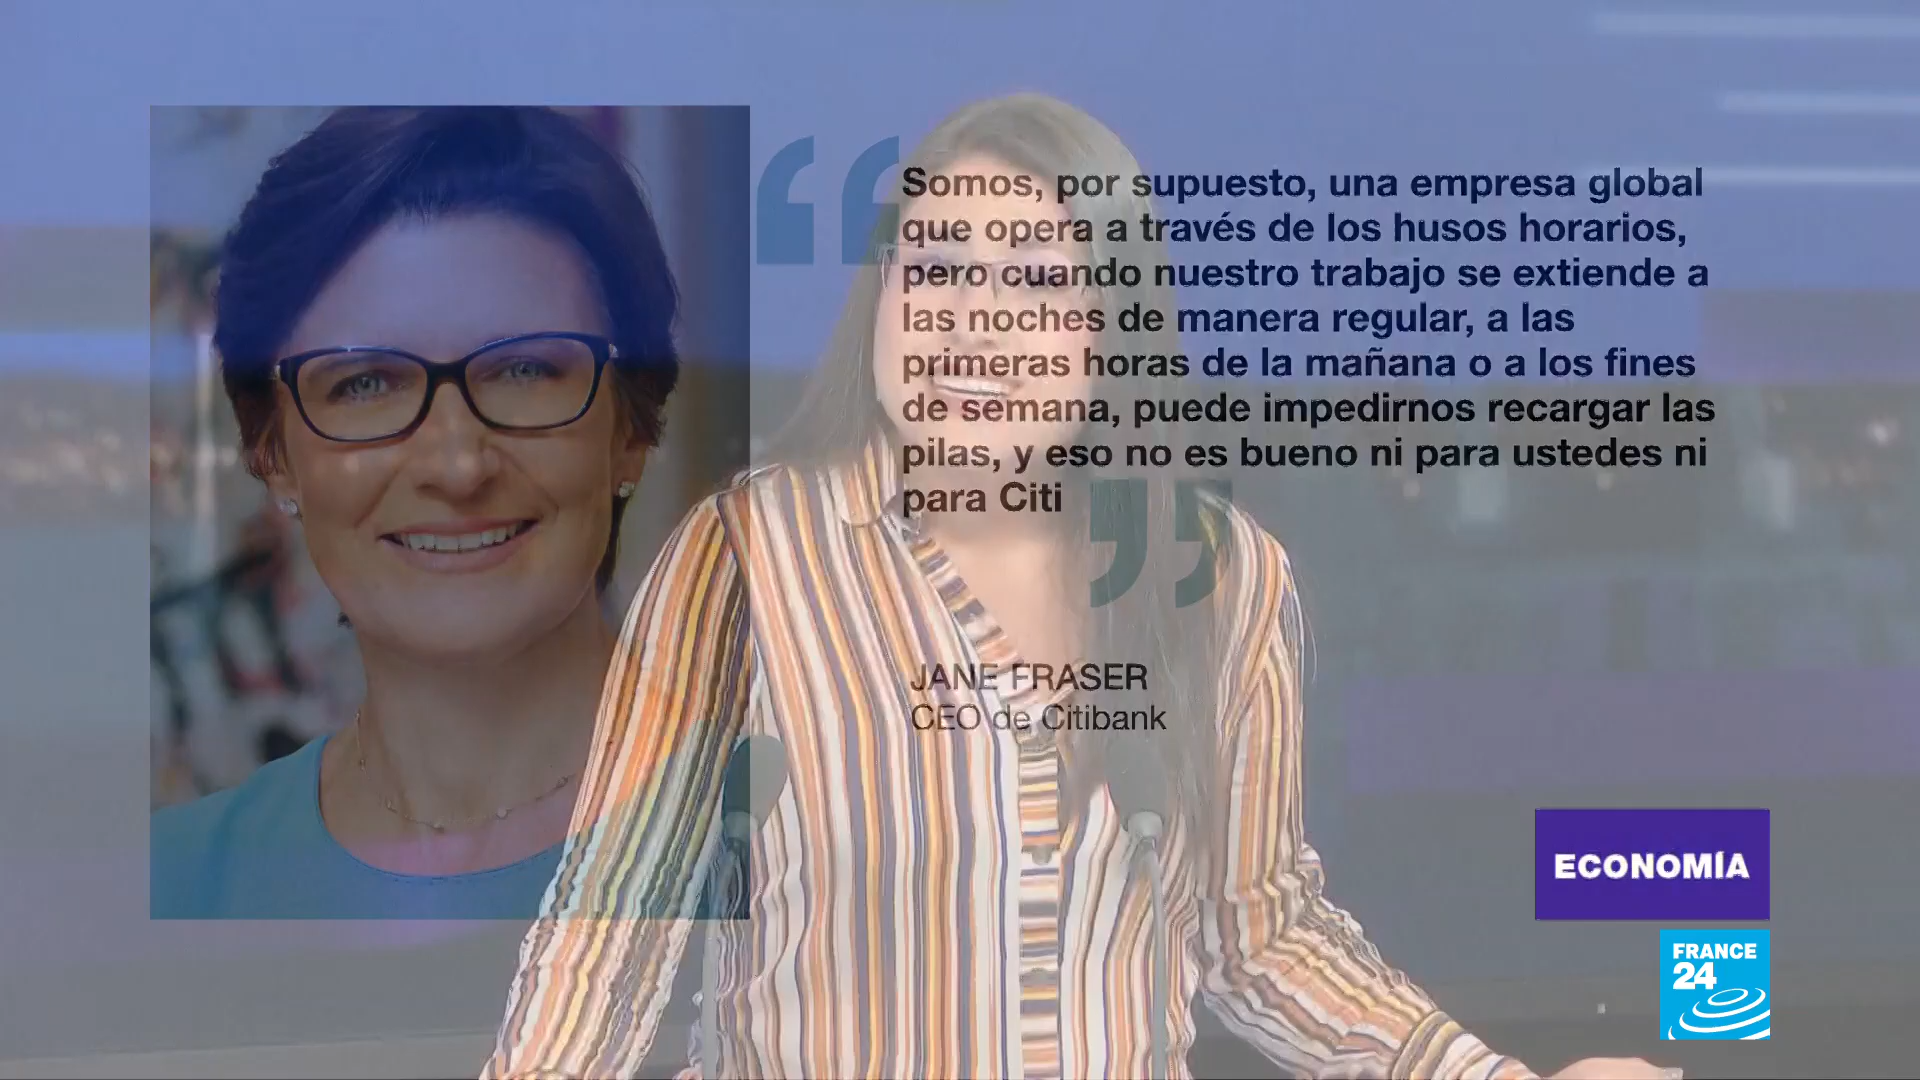 Somos, por supuesto, una empresa global
que opera a través de los husos horarios,
pero cuando nuestro trabajo se extiende a
las noches de manera regular, a las
primeras horas de la mañana o a los fines
de semana, puede impedirnos recargar las
pilas, y eso no es bueno ni para ustedes ni
para Citi
JANE FRASER
CEO de Citibank
ECONOMÍA
FRANCE
24